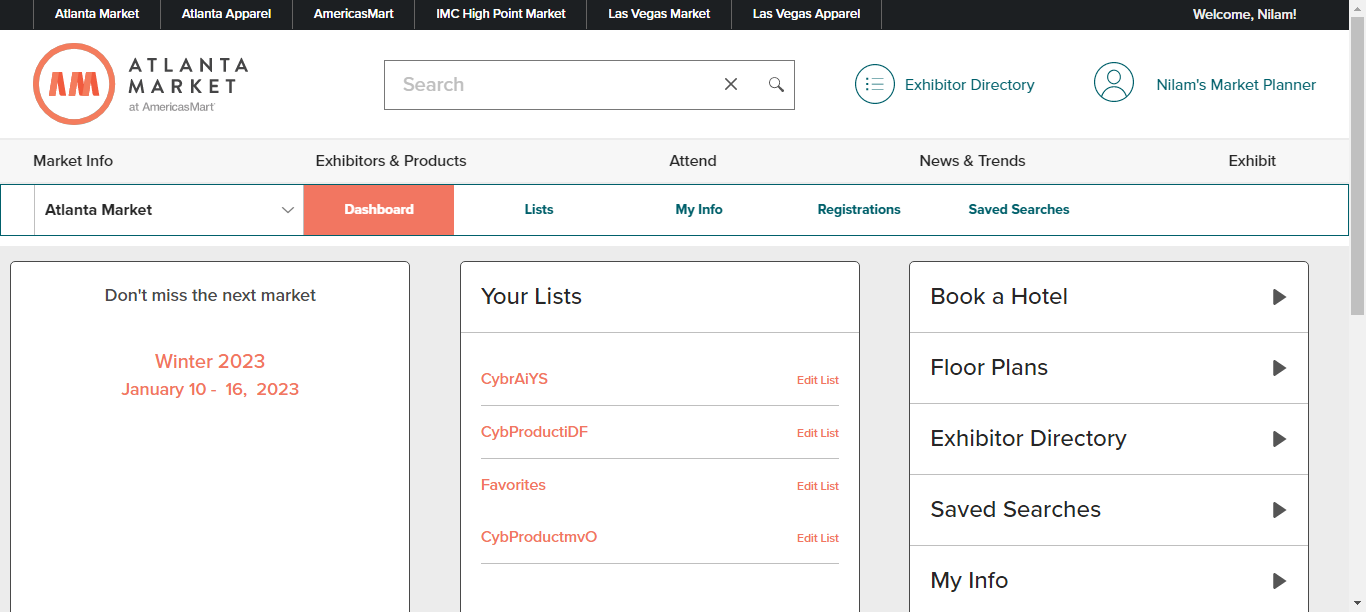 Atlanta Market Atlanta Apparel AmericasMart IMC High Point Market Las Vegas Market Las Vegas Apparel Welcome, Nilam!
AM
ATLANTA
MARKET
at AmericasMart
Search
Exhibitor Directory
Nilam's Market Planner
Market Info Exhibitors & Products Attend News & Trends Exhibit
Atlanta Market Dashboard Lists My Info Registrations Saved Searches
Don't miss the next market
Winter 2023
January 10 - 16, 2023
Your Lists
CybrAiYS Edit List
CybProductiDF Edit List
Favorites Edit List
CybProductmvO Edit List
Book a Hotel
Floor Plans
Exhibitor Directory
Saved Searches
My Info